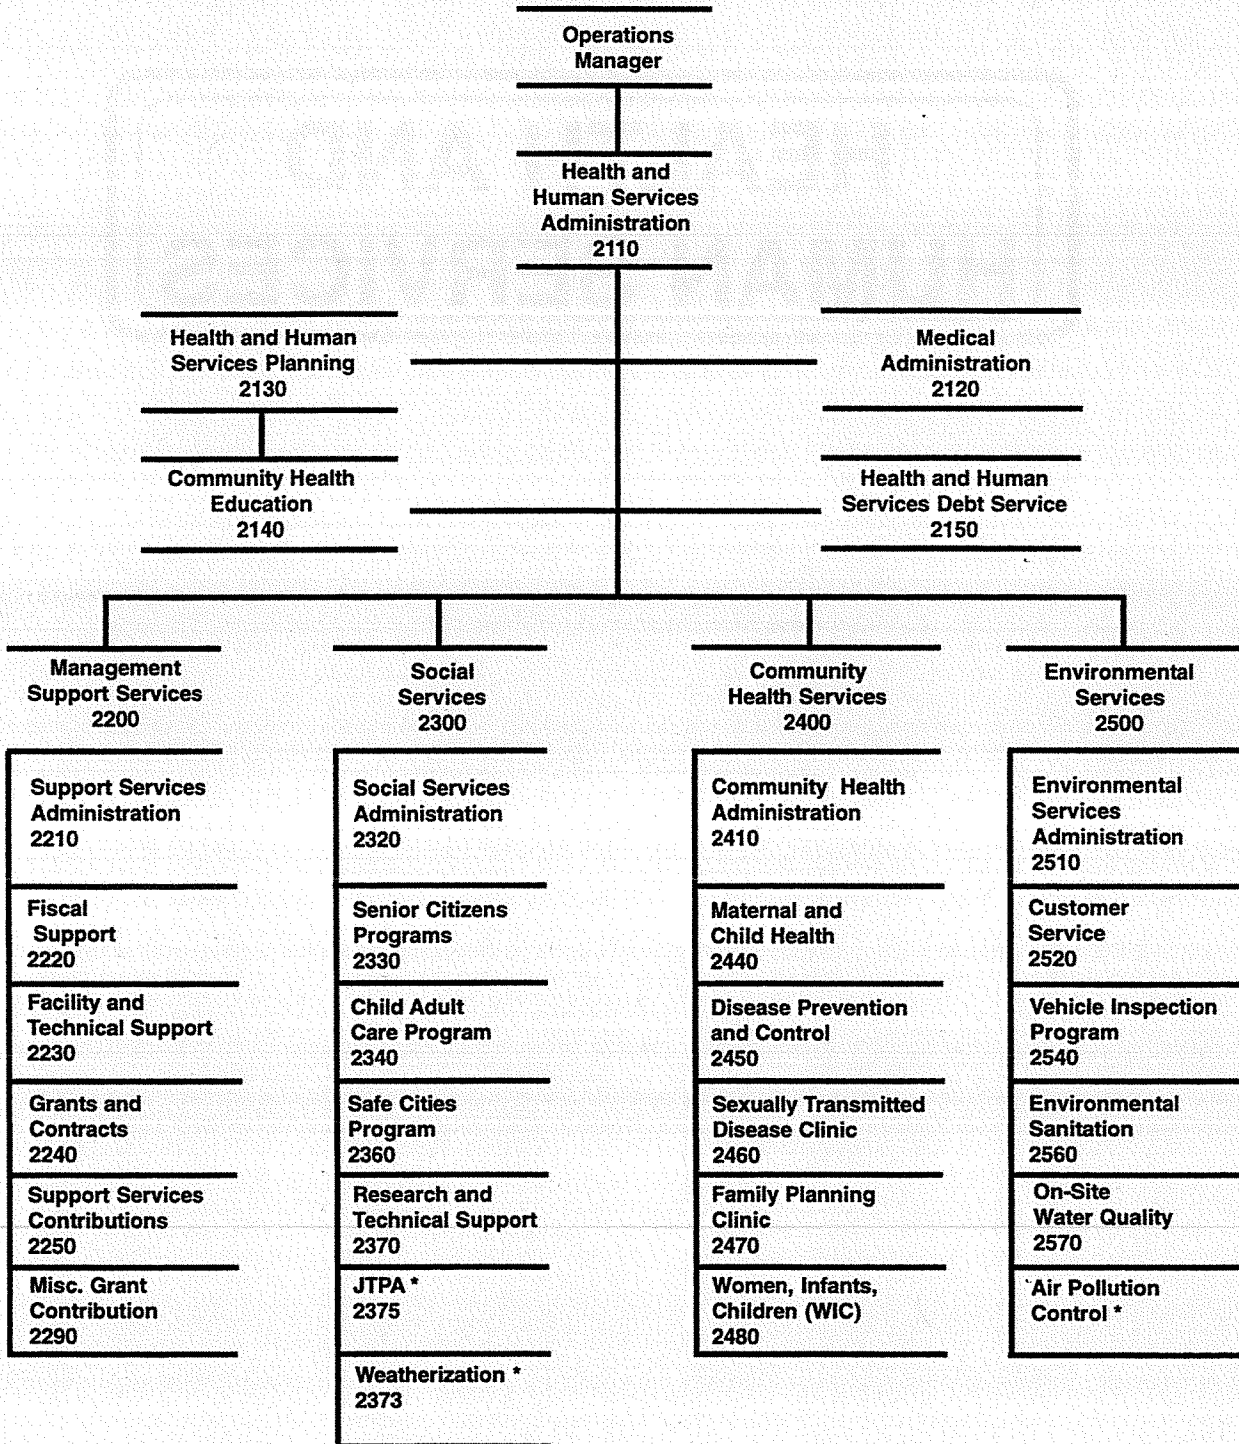 Operations
Manager
Health and
Human Services
Administration
2110
Health and Human
Services Planning
2130
Medical
Administration
2120
Community Health
Education
2140
Health and Human
Services Debt Service
2150
Management
Support Services
2200
Support Services
Administration
2210
Fiscal
Support
2220
Facility and
Technical Support
2230
Grants and
Contracts
2240
Support Services
Contributions
2250
Misc. Grant
Contribution
2290
Social
Services
2300
Social Services
Administration
2320
Senior Citizens
Programs
2330
Child Adult
Care Program
2340
Safe Cities
Program
2360
Research and
Technical Support
2370
JTPA *
2375
Weatherization *
2373
Community
Health Services
2400
Community Health
Administration
2410
Maternal and
Child Health
2440
Disease Prevention
and Control
2450
Sexually Transmitted
Disease Clinic
2460
Family Planning
Clinic
2470
Women, Infants,
Children (WIC)
2480
Environmental
Services
2500
Environmental
Services
Administration
2510
Customer
Service
2520
Vehicle Inspection
Program
2540
Environmental
Sanitation
2560
On-Site
Water Quality
2570
Air Pollution
Control *